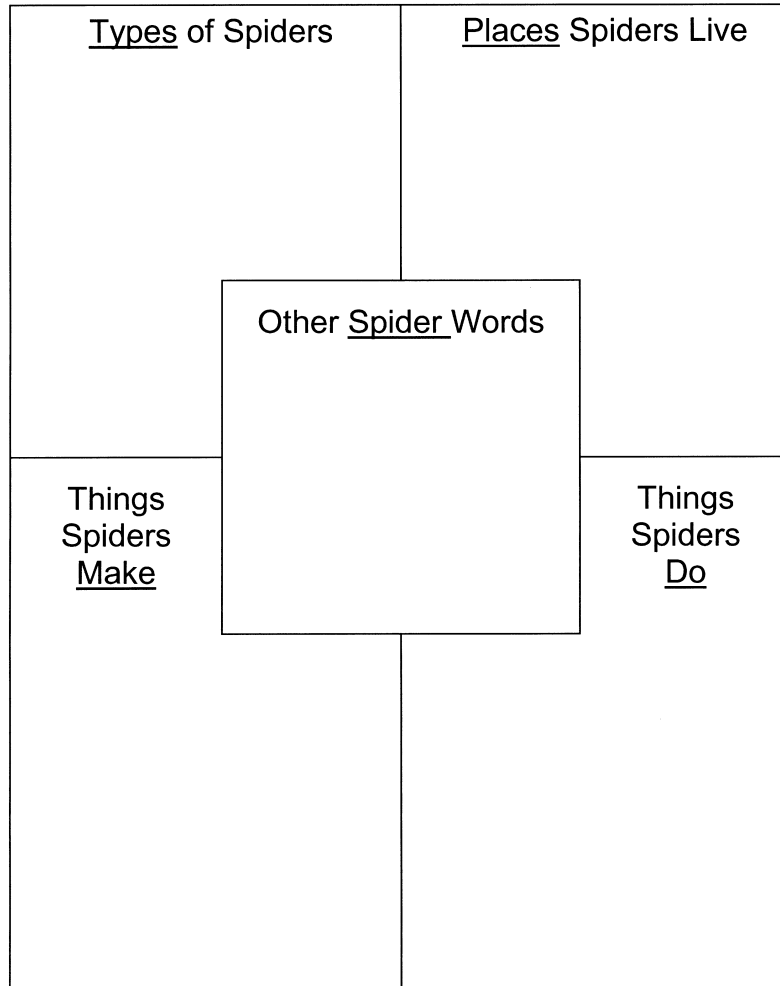 Types of Spiders
Places Spiders Live
Other Spider Words
Things
Spiders
Make
Things
Spiders
Do